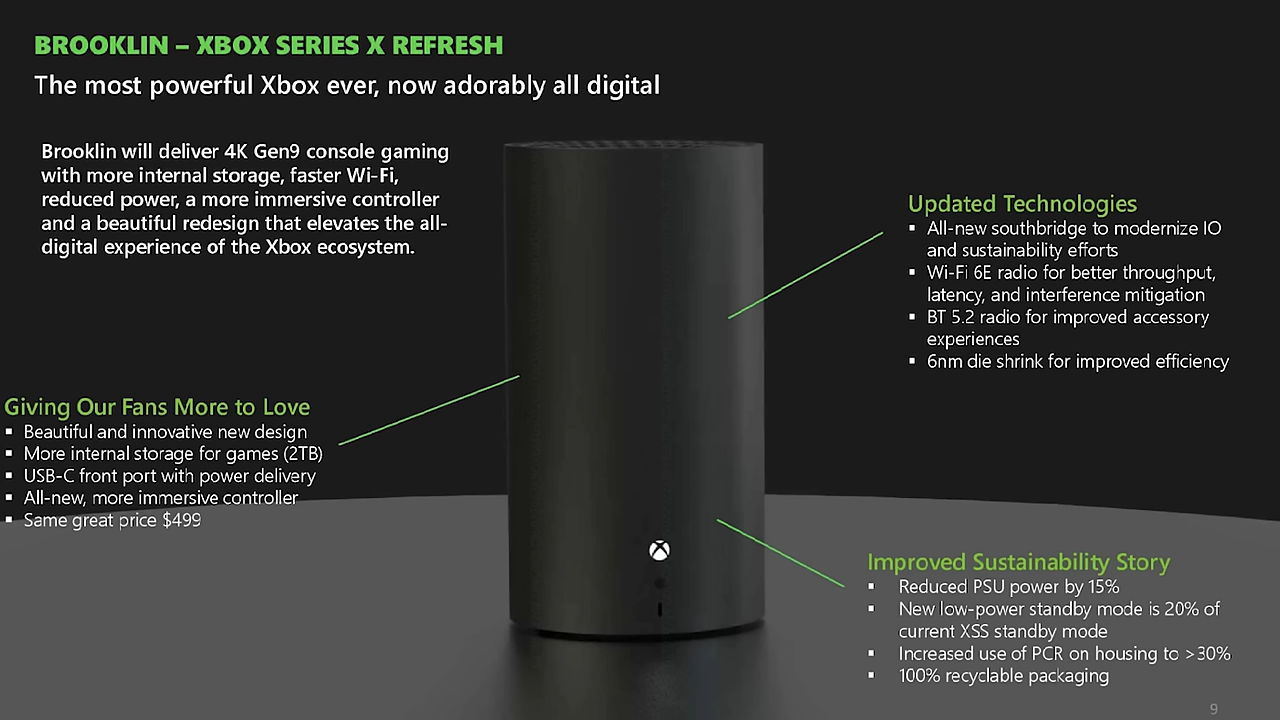 BROOKLIN – XBOX SERIES X REFRESH
The most powerful Xbox ever, now adorably all digital
Brooklin will deliver 4K Gen9 console gaming
with more internal storage, faster Wi-Fi,
reduced power, a more immersive controller
and a beautiful redesign that elevates the all-
digital experience of the Xbox ecosystem.
Updated Technologies
▪ All-new southbridge to modernize IO
and sustainability efforts
▪ Wi-Fi 6E radio for better throughput,
latency, and interference mitigation
▪ BT 5.2 radio for improved accessory
experiences
▪ 6nm die shrink for improved efficiency
Giving Our Fans More to Love
▪ Beautiful and innovative new design
▪ More internal storage for games (2TB)
▪ USB-C front port with power delivery
▪ All-new, more immersive controller
▪ Same great price $499
Improved Sustainability Story
▪ Reduced PSU power by 15%
▪ New low-power standby mode is 20% of
current XSS standby mode
▪ Increased use of PCR on housing to >30%
▪ 100% recyclable packaging
9